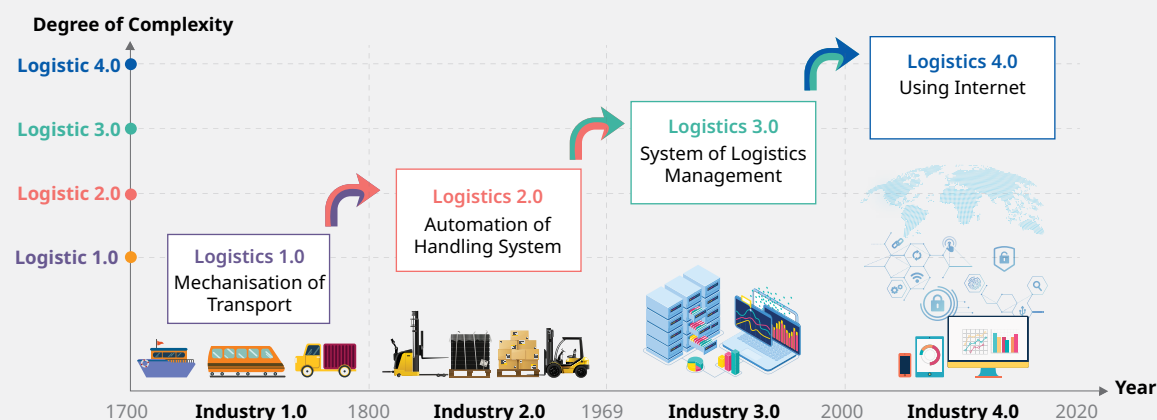 Degree of Complexity
Logistic 4.0
Logistic 3.0
Logistic 2.0
Logistic 1.0
Logistics 1.0
Mechanisation of
Transport
Logistics 2.0
Automation of
Handling System
Logistics 3.0
System of Logistics
Management
Logistics 4.0
Using Internet
Year
1700
Industry 1.0
1800
Industry 2.0
1969
Industry 3.0
2000
Industry 4.0
2020